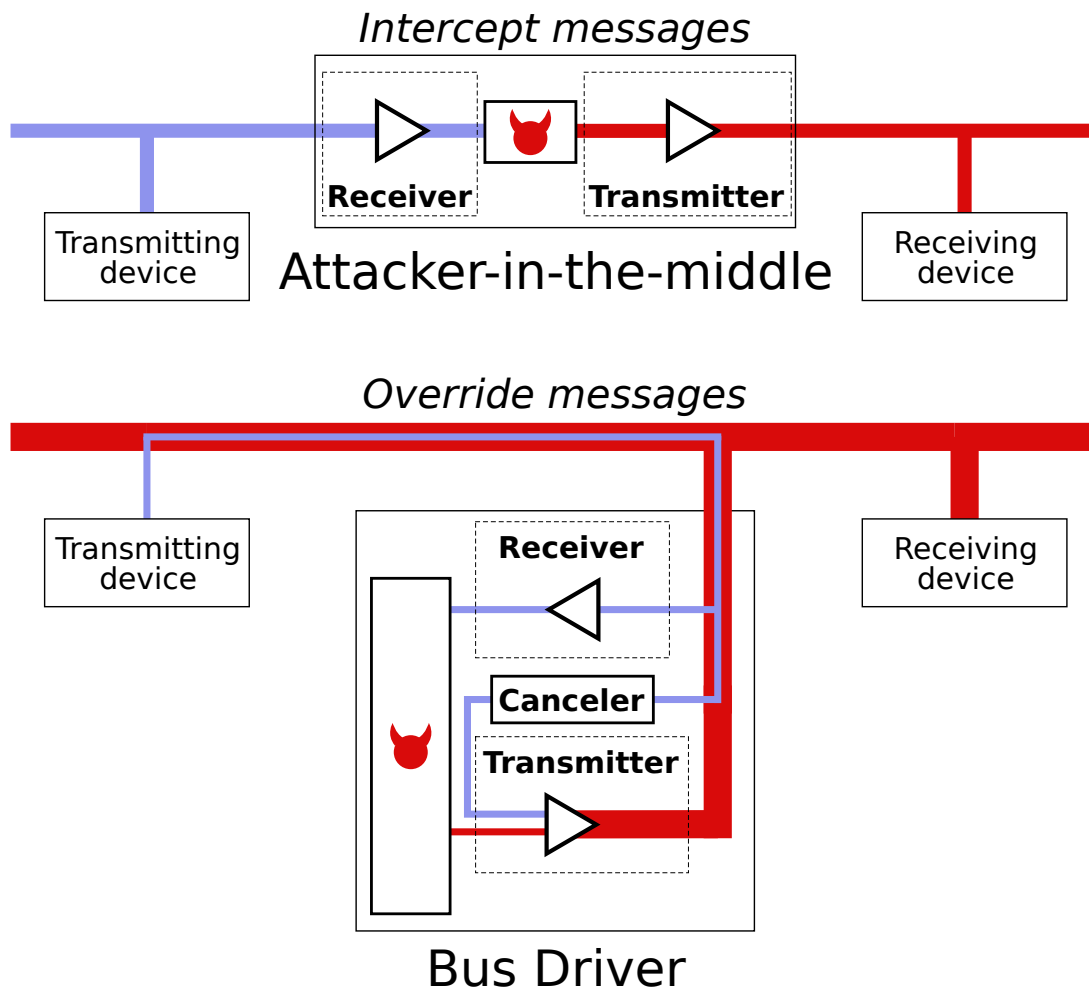 Intercept messages
Receiver
Transmitter
Transmitting
device
Attacker-in-the-middle
Receiving
device
Override messages
Transmitting
device
Receiver
Canceler
Transmitter
Receiving
device
Bus Driver